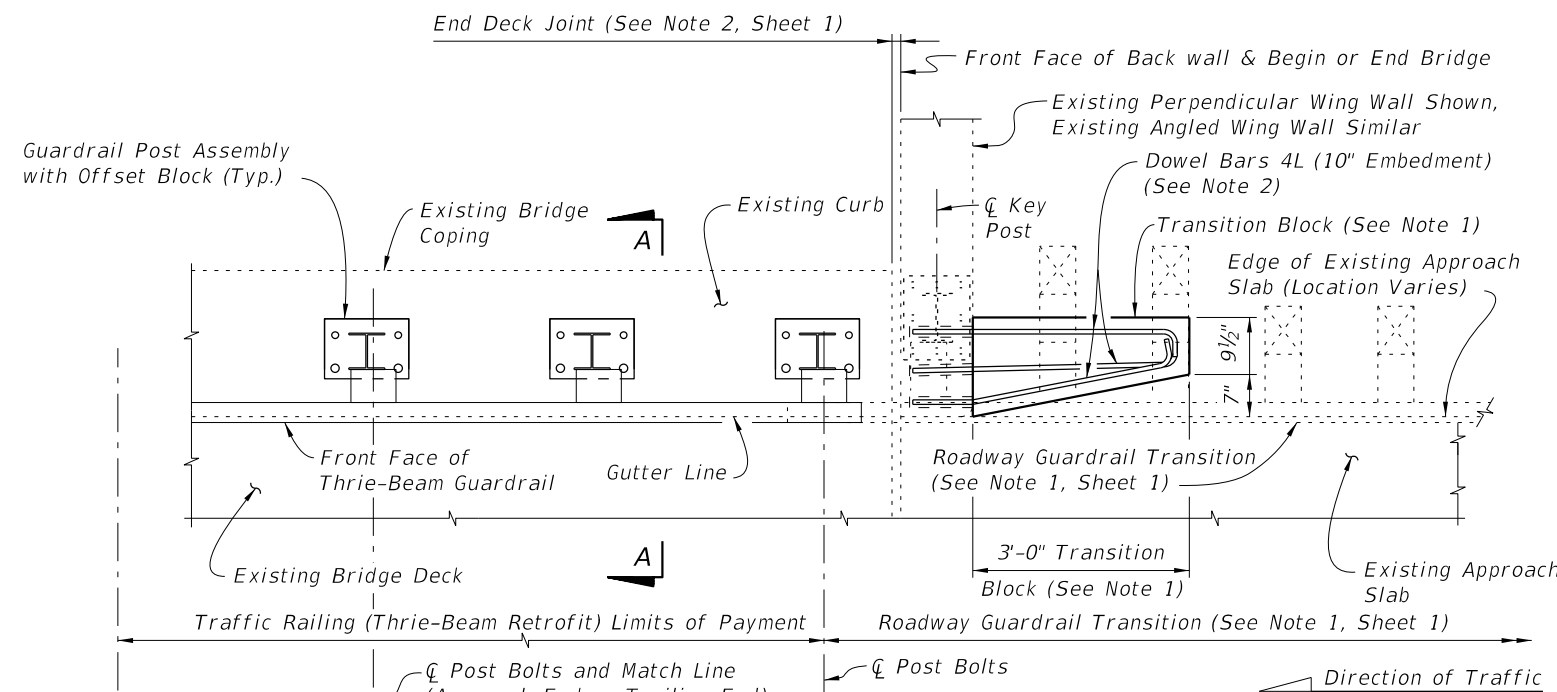 End Deck Joint (See Note 2, Sheet 1)
Front Face of Back wall & Begin or End Bridge
Existing Perpendicular Wing Wall Shown,
Existing Angled Wing Wall Similar
Guardrail Post Assembly
with Offset Block (Typ.)
Dowel Bars 4L (10" Embedment)
(See Note 2)
Existing Bridge
Coping
A
Existing Curb
℄ Key
Post
Transition Block (See Note 1)
Edge of Existing Approach
Slab (Location Varies)
9½"
7"
Front Face of
Thrie-Beam Guardrail
Gutter Line
Roadway Guardrail Transition
(See Note 1, Sheet 1)
Existing Bridge Deck
A
3'-0" Transition
Block (See Note 1)
Existing Approach
Slab
Traffic Railing (Thrie-Beam Retrofit) Limits of Payment
Roadway Guardrail Transition (See Note 1, Sheet 1)
℄ Post Bolts and Match Line
℄ Post Bolts
Direction of Traffic